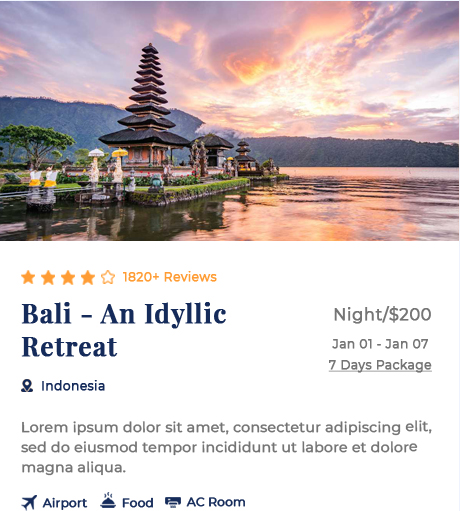 1820+ Reviews
Bali – An Idyllic
Retreat
Indonesia
Night/$200
Jan 01 - Jan 07
7 Days Package
Lorem ipsum dolor sit amet, consectetur adipiscing elit,
sed do eiusmod tempor incididunt ut labore et dolore
magna aliqua.
Airport Food AC Room